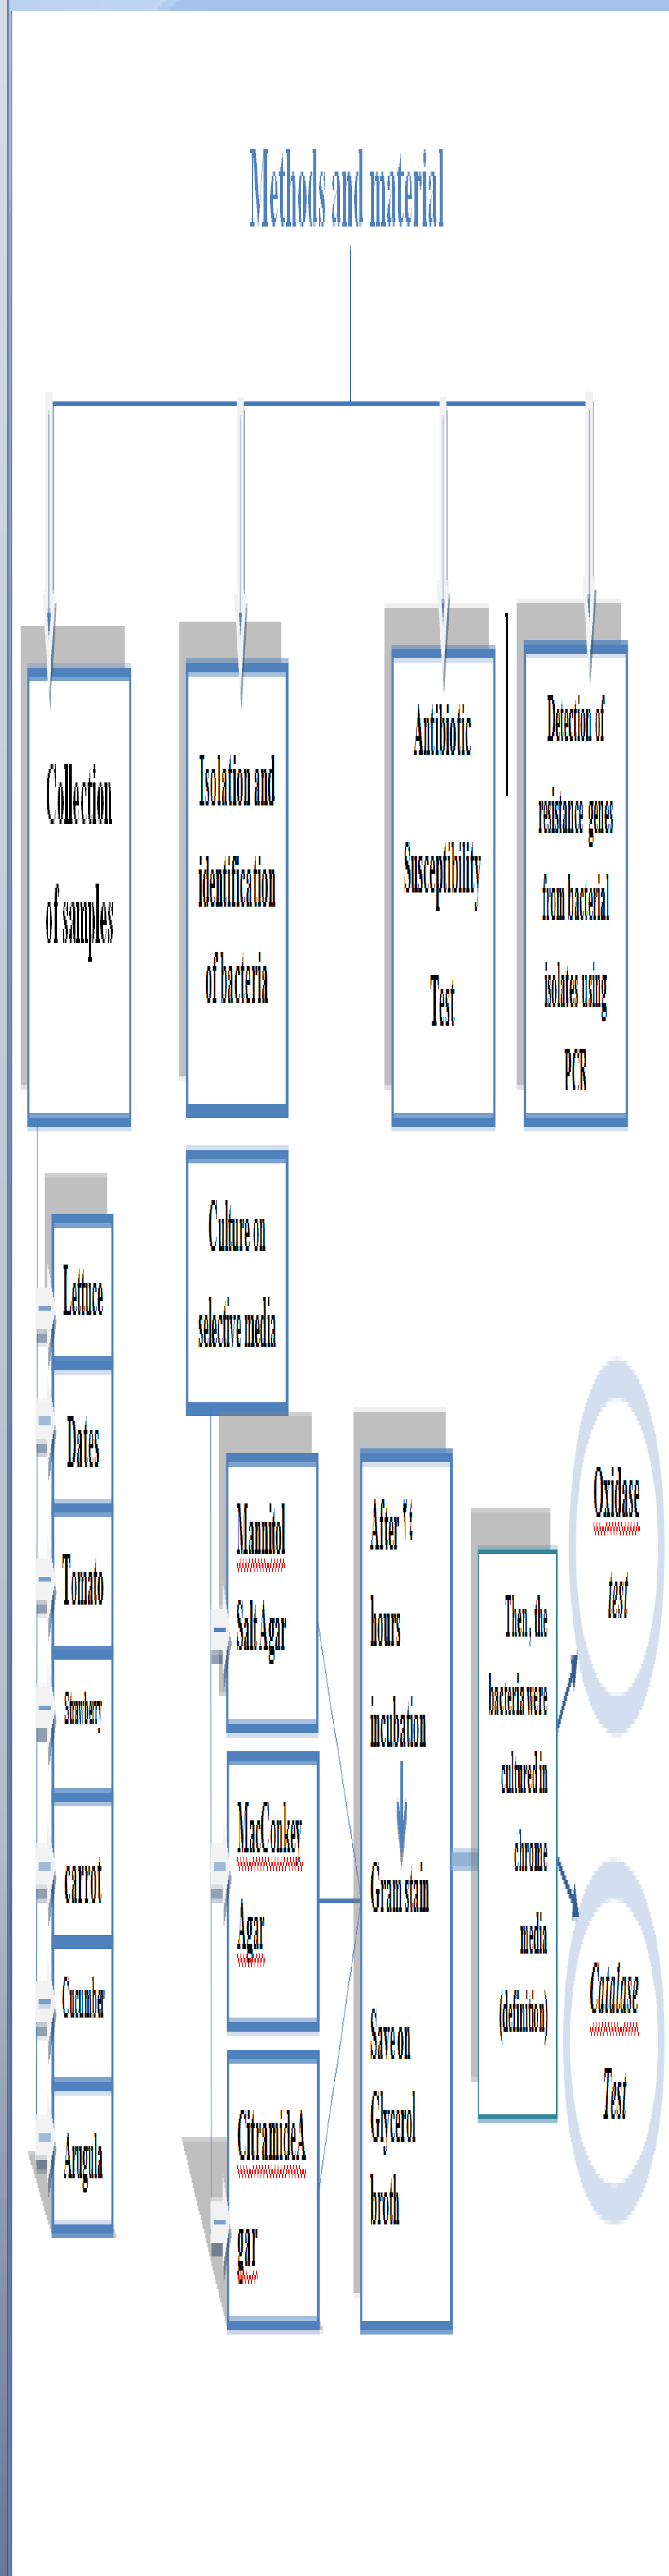 Methods and material
Collection
of samples
Isolation and
identification
of bacteria
Antibiotic
Susceptibility
Test
Detection of
resistance genes
from bacterial
isolates using
PCR
Lettuce
Dates
Tomato
Strawberry
carrot
Cucumber
Arugula
Culture on
selective media
Mannitol
Salt Agar
MacConkey
Agar
CitramideA
gar
After ٢٤
hours
incubation
Gram stain
Save on
Glycerol
broth
Then, the
bacteria were
cultured in
chrome
media
(definition)
Oxidase
test
Catalase
Test